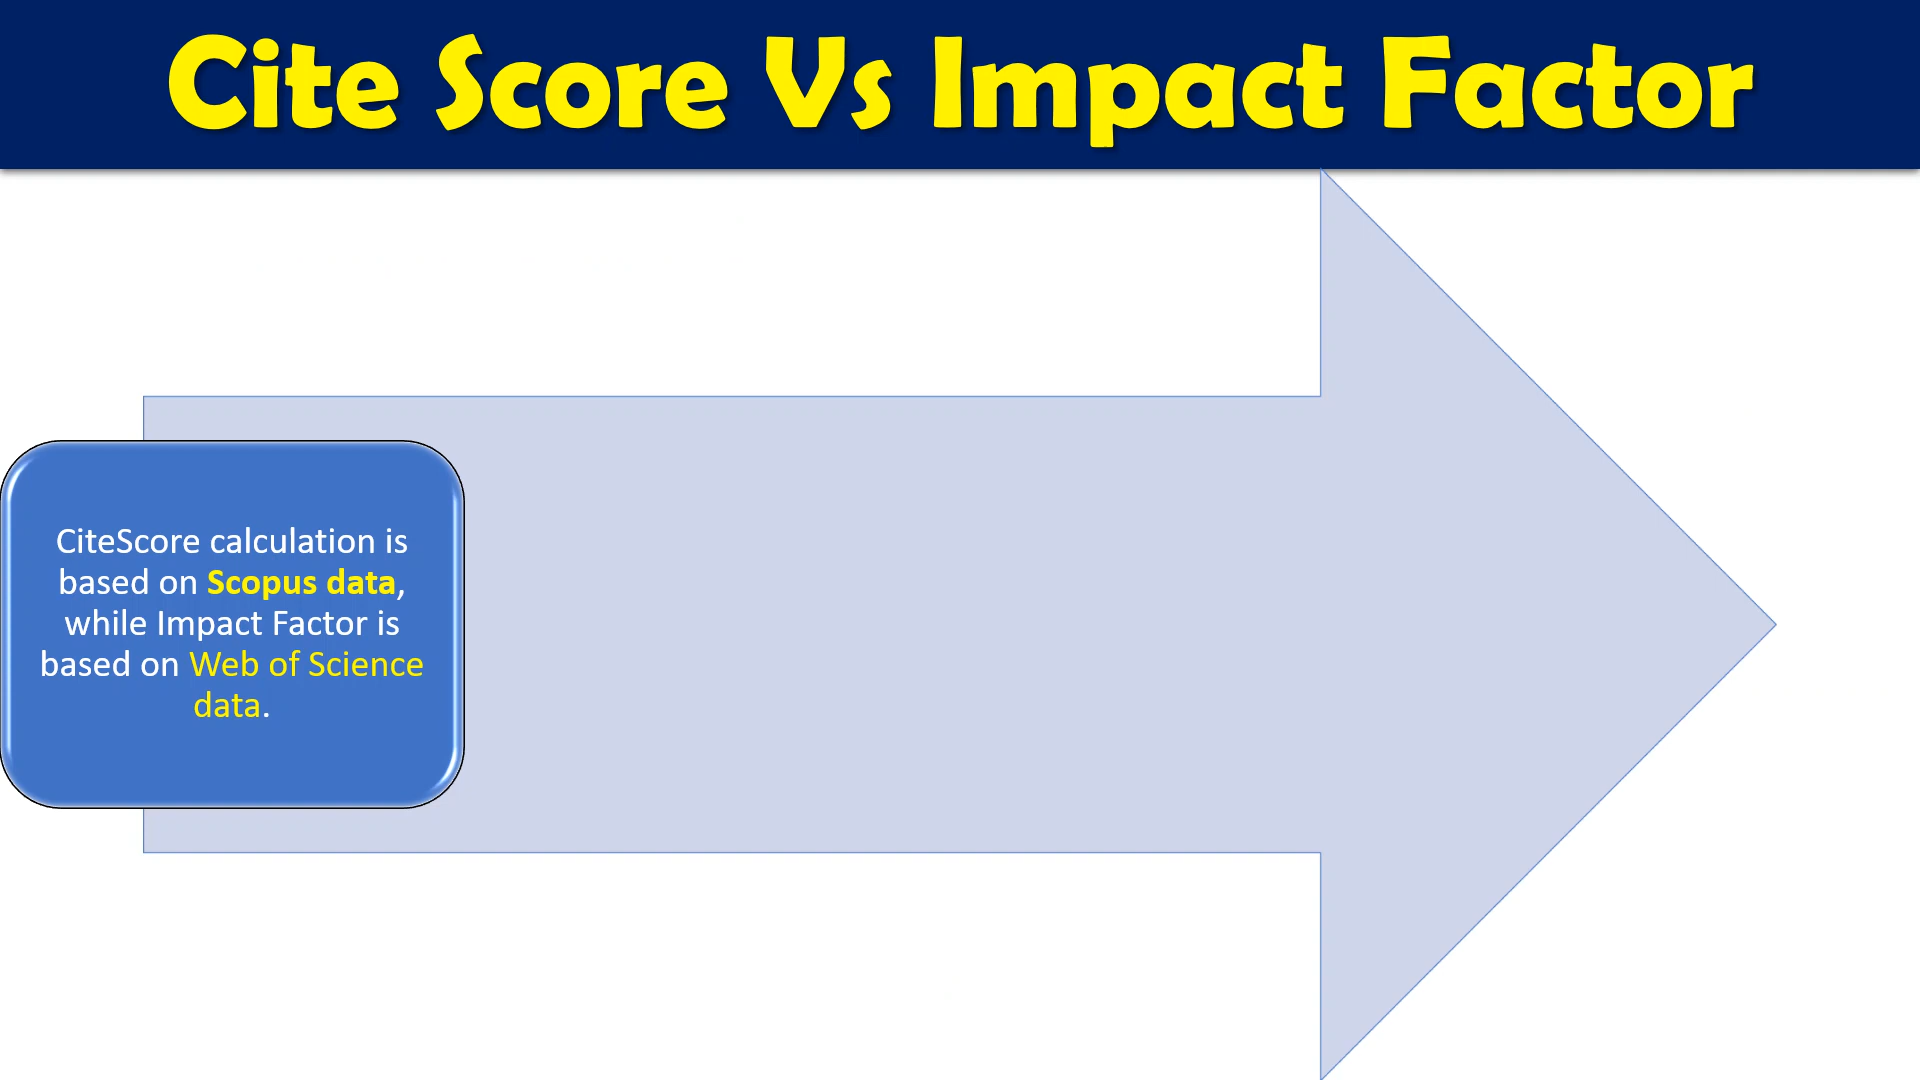 Cite Score Vs Impact Factor
CiteScore calculation is
based on Scopus data,
while Impact Factor is
based on Web of Science
data.